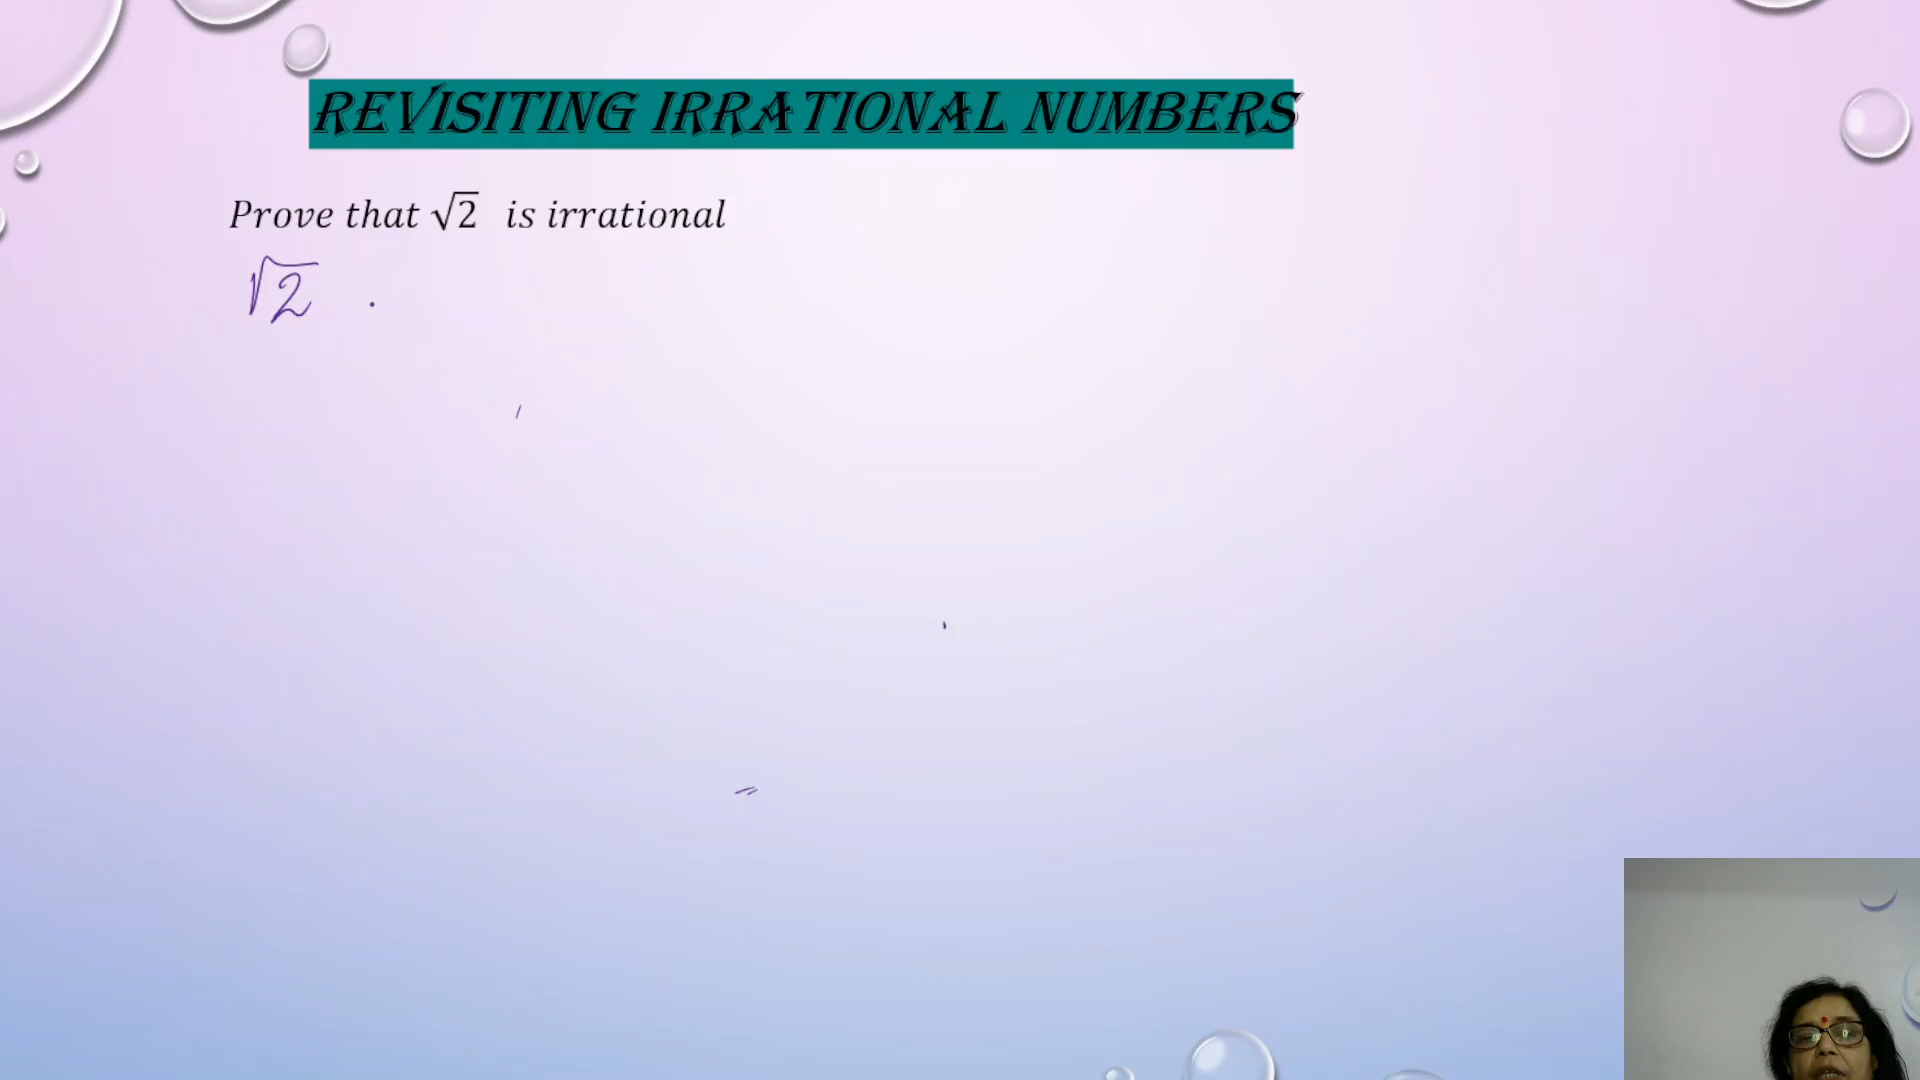 REVISITING IRRATIONAL NUMBERS
Prove that √2 is irrational
√2 .